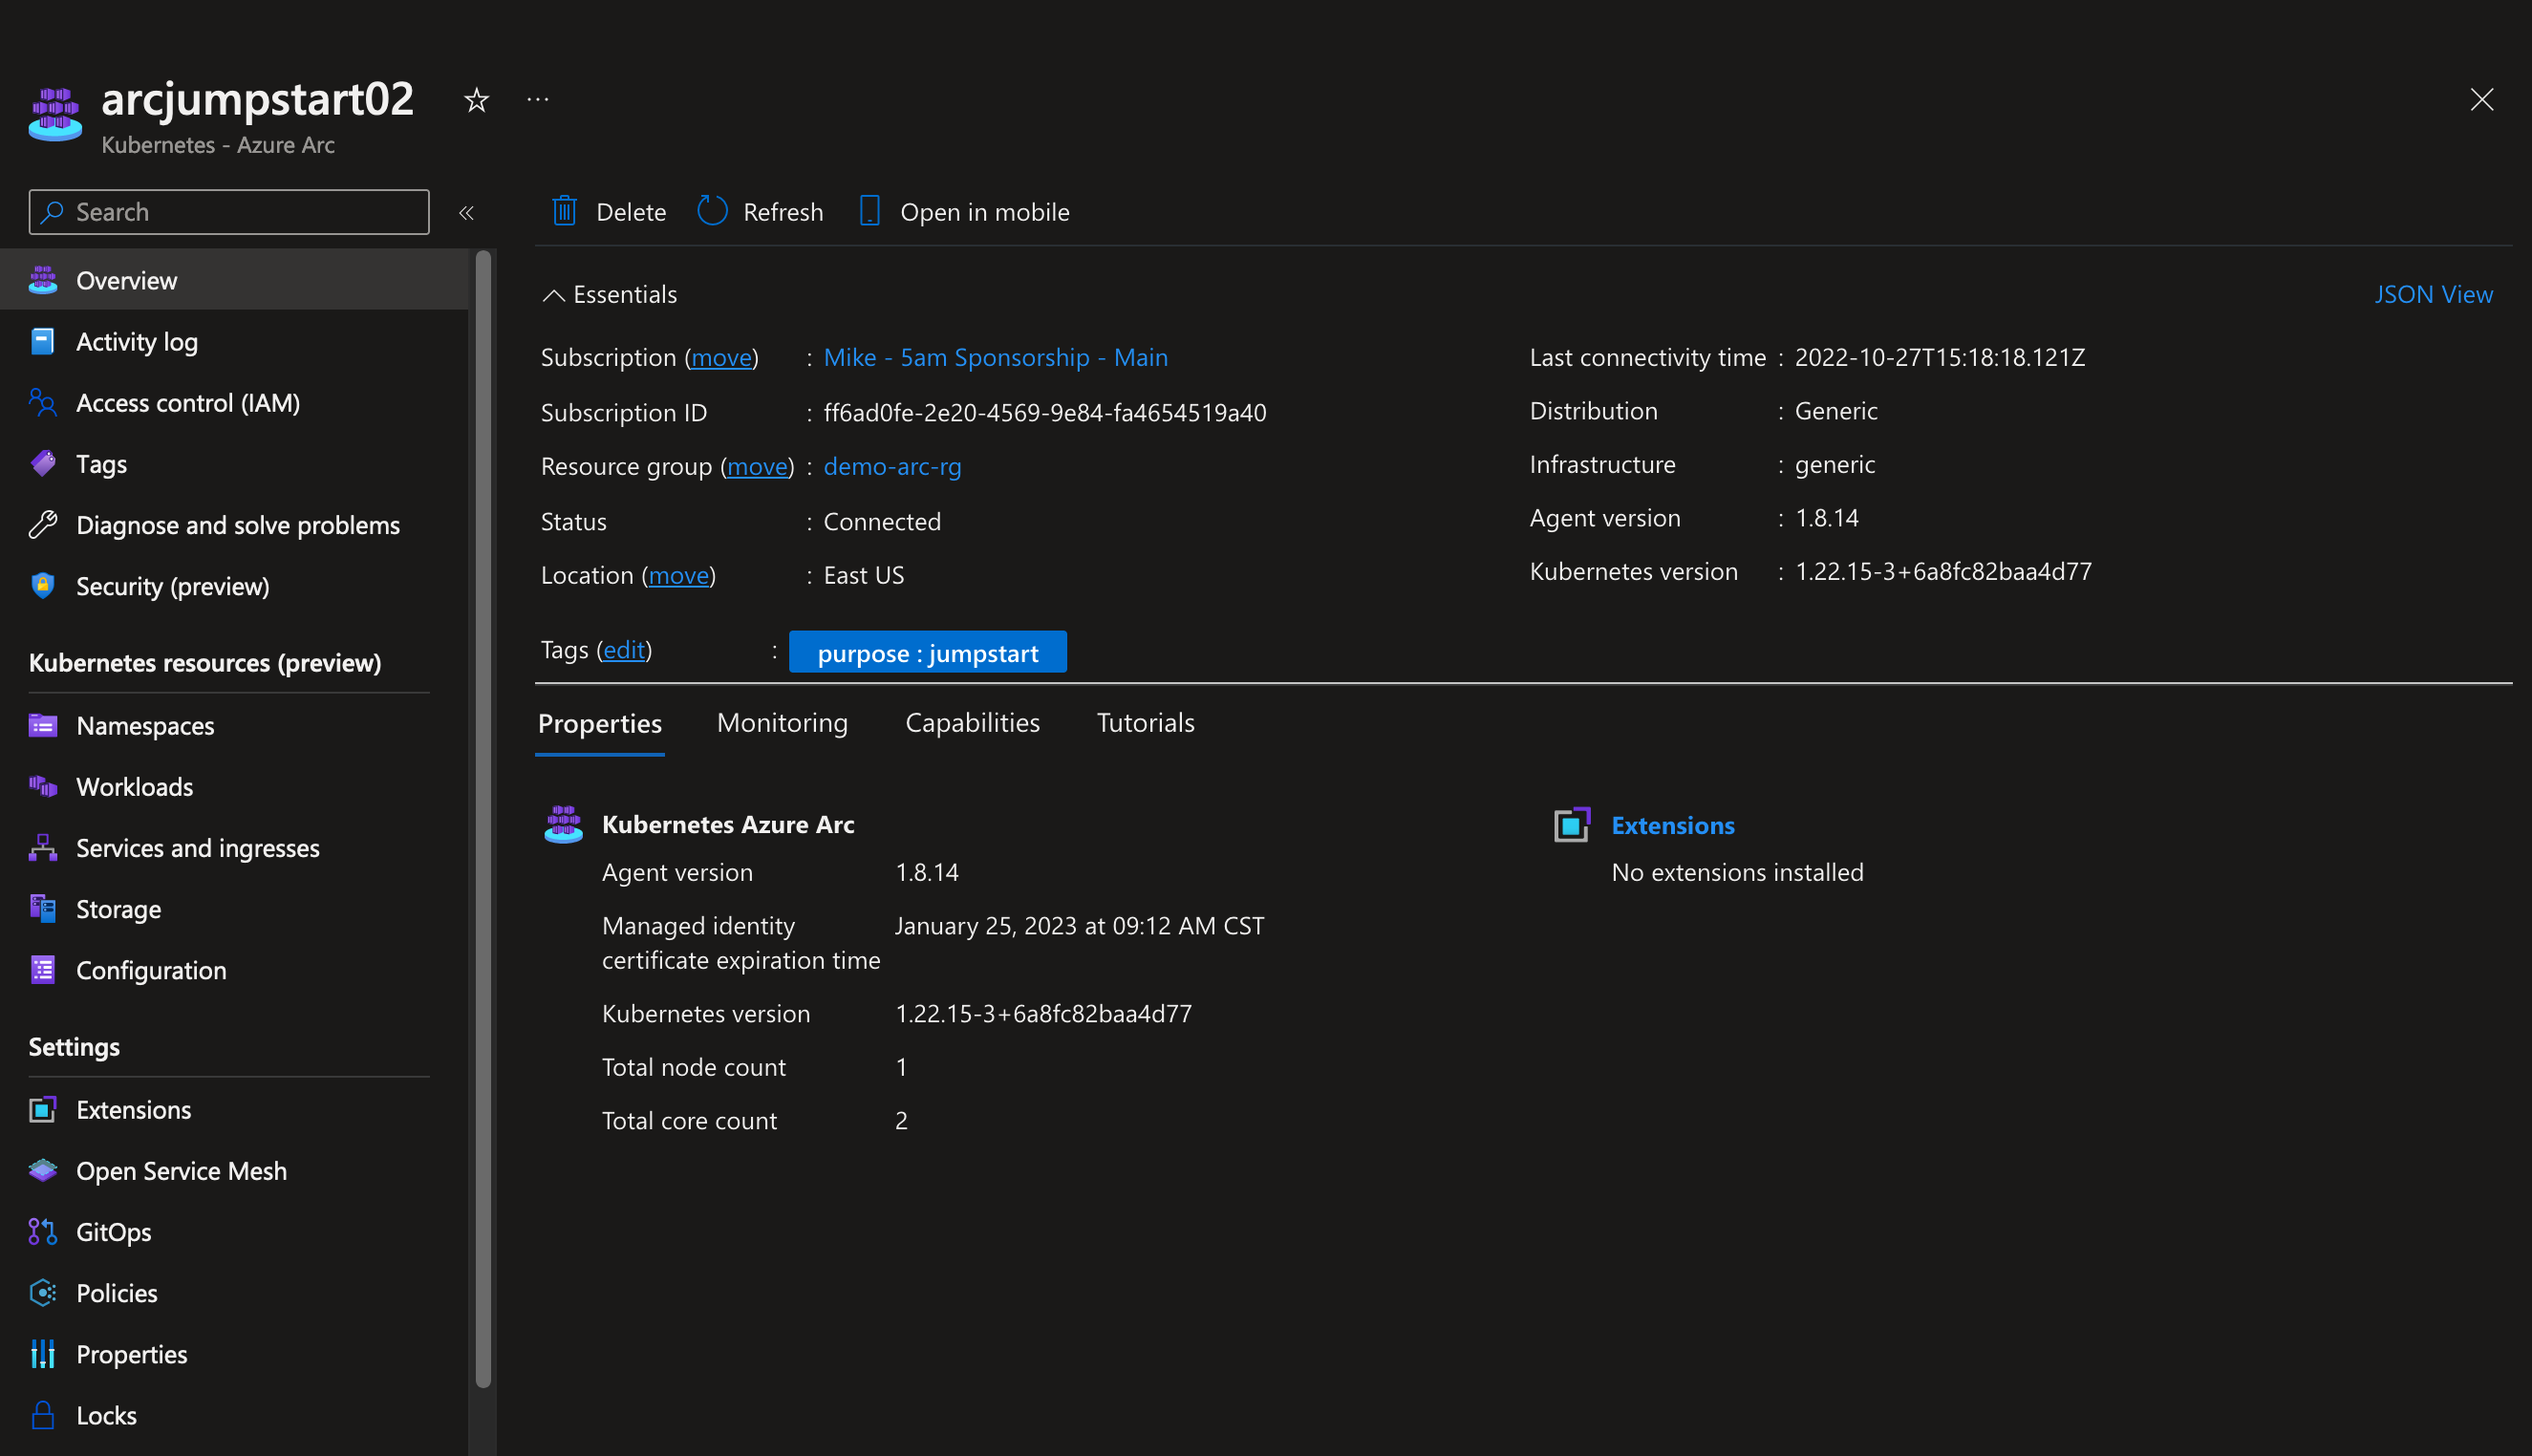 arcjumpstart02
Kubernetes - Azure Arc
Search
Overview
Activity log
Access control (IAM)
Tags
Diagnose and solve problems
Security (preview)
Kubernetes resources (preview)
Namespaces
Workloads
Services and ingresses
Storage
Configuration
Settings
Extensions
Open Service Mesh
GitOps
Policies
Properties
Locks
Delete Refresh Open in mobile
Essentials JSON View
Subscription (move) : Mike - 5am Sponsorship - Main
Subscription ID : ff6ad0fe-2e20-4569-9e84-fa4654519a40
Resource group (move) : demo-arc-rg
Status : Connected
Location (move) : East US
Last connectivity time : 2022-10-27T15:18:18.121Z
Distribution : Generic
Infrastructure : generic
Agent version : 1.8.14
Kubernetes version : 1.22.15-3+6a8fc82baa4d77
Tags (edit) : purpose : jumpstart
Properties Monitoring Capabilities Tutorials
Kubernetes Azure Arc
Agent version 1.8.14
Managed identity January 25, 2023 at 09:12 AM CST
certificate expiration time
Kubernetes version 1.22.15-3+6a8fc82baa4d77
Total node count 1
Total core count 2
Extensions
No extensions installed